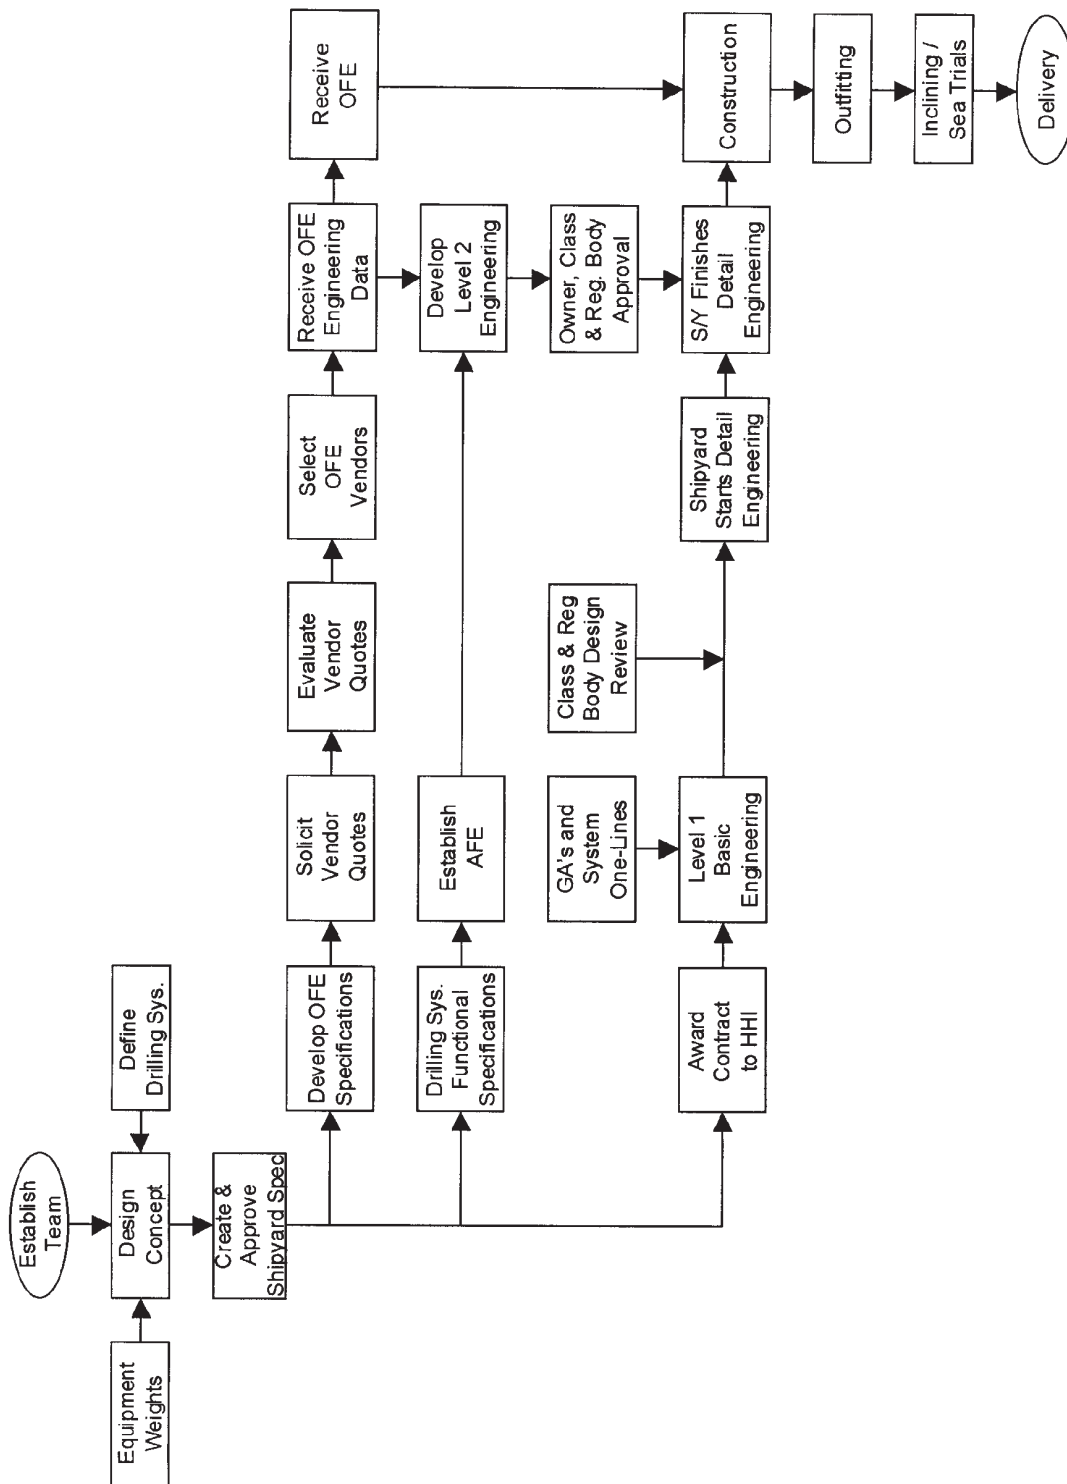 Establish
Team
Equipment
Weights
Design
Concept
Define
Drilling Sys.
Create &
Approve
Shipyard Spec
Develop OFE
Specifications
Solicit
Vendor
Quotes
Evaluate
Vendor
Quotes
Select
OFE
Vendors
Receive OFE
Engineering
Data
Receive
OFE
Drilling Sys.
Functional
Specifications
Establish
AFE
Develop
Level 2
Engineering
GA's and
System
One-Lines
Class & Reg
Body Design
Review
Owner, Class
& Reg. Body
Approval
Award
Contract
to HHI
Level 1
Basic
Engineering
Shipyard
Starts Detail
Engineering
S/Y Finishes
Detail
Engineering
Construction
Outfitting
Inclining /
Sea Trials
Delivery